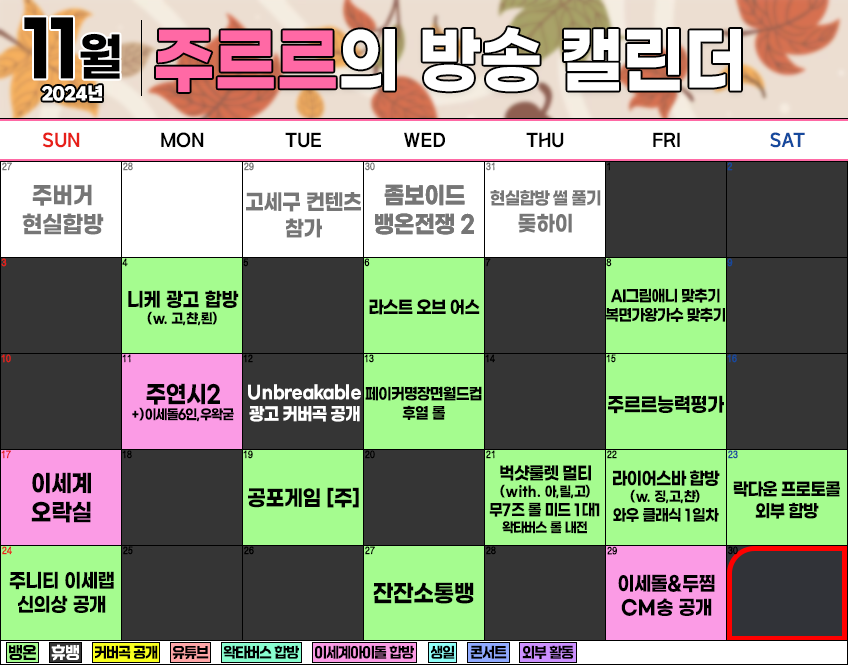 11월
2024년
주르르의 방송 캘린더
SUN MON TUE WED THU FRI SAT
27 28 29 30 31 1 2
주버거
현실합방
고세구 컨텐츠
참가
좀보이드
뱅온전쟁 2
현실합방 썰 풀기
돚하이
3 4 5 6 7 8 9
니케 광고 합방
(w. 고,챤,뢴)
라스트 오브 어스
AI그림애니 맞추기
복면가왕가수 맞추기
10 11 12 13 14 15 16
주연시2
+)이세돌6인,우왁굳
Unbreakable
광고 커버곡 공개
페이커명장면월드컵
후열 롤
주르르능력평가
17 18 19 20 21 22 23
이세계
오락실
공포게임 [주]
벅샷룰렛 멀티
(with. 아,릴,고)
무7즈 롤 미드 1대1
왁타버스 롤 내전
라이어스바 합방
(w. 징,고,챤)
와우 클래식 1일차
락다운 프로토콜
외부 합방
24 25 26 27 28 29 30
주니티 이세랩
신의상 공개
잔잔소통뱅
이세돌&두찜
CM송 공개
뱅온 휴뱅 커버곡 공개 유튜브 왁타버스 합방 이세계아이돌 합방 생일 콘서트 외부 활동